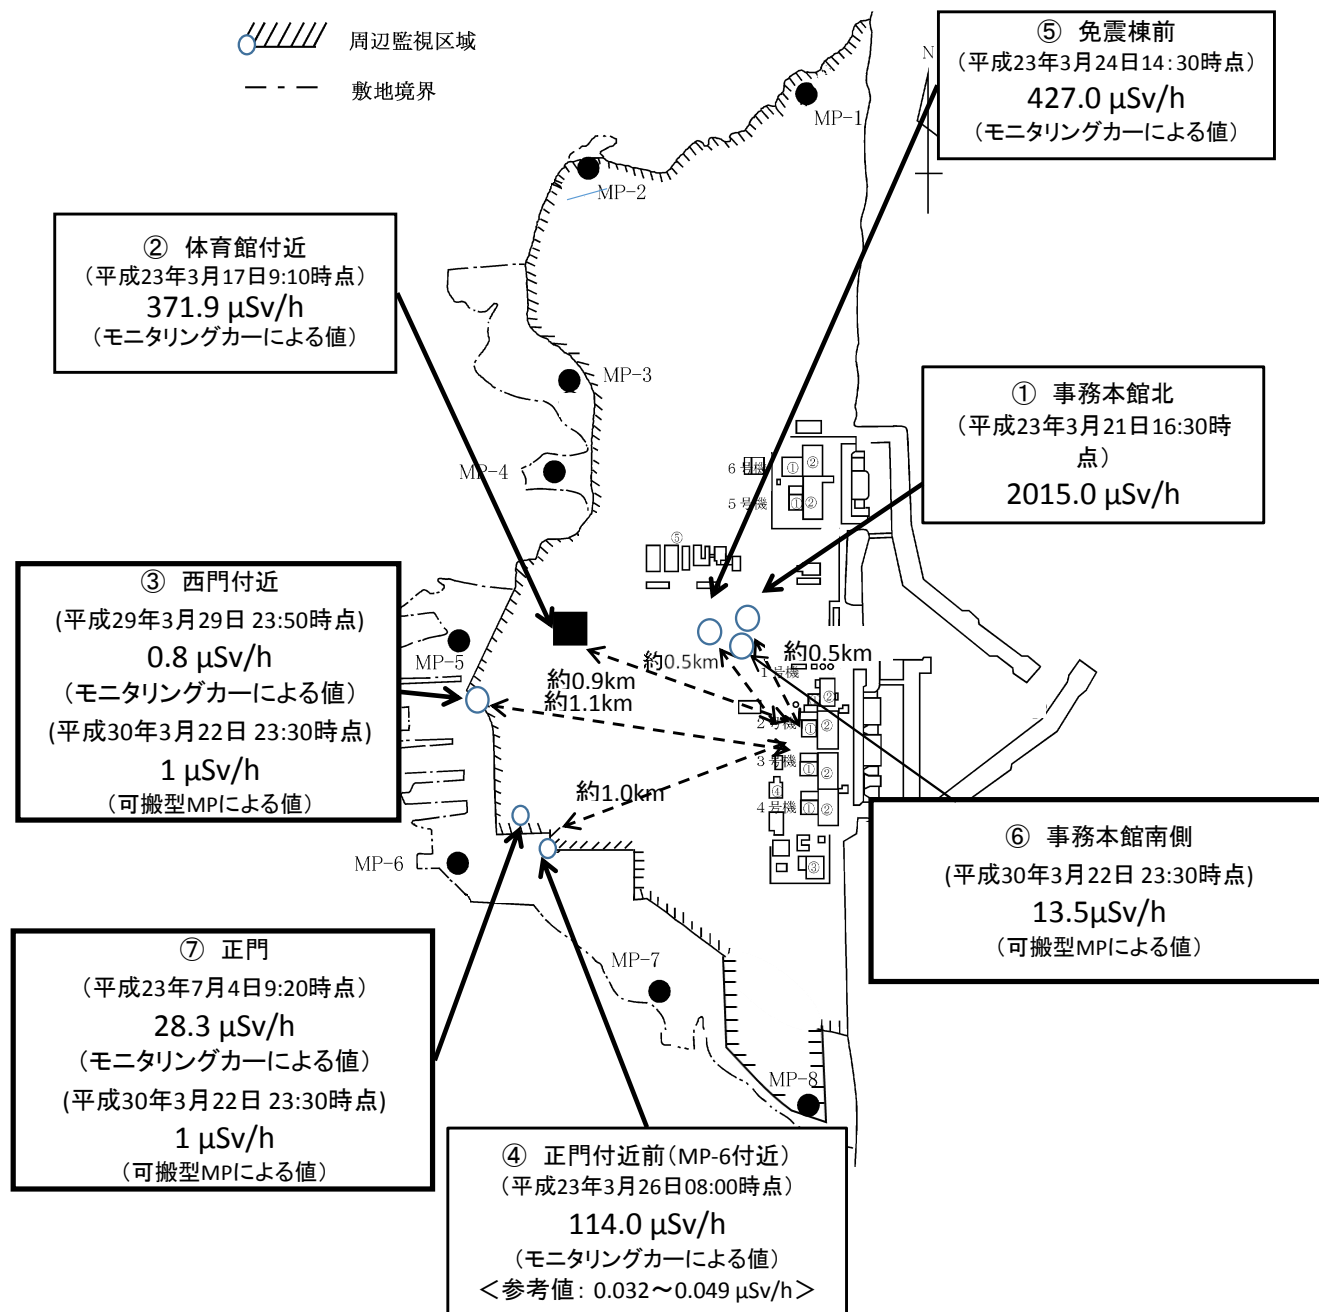 周辺監視区域
敷地境界
⑤ 免震棟前
(平成23年3月24日14:30時点)
427.0 µSv/h
(モニタリングカーによる値)
N
MP-1
MP-2
② 体育館付近
(平成23年3月17日9:10時点)
371.9 µSv/h
(モニタリングカーによる値)
MP-3
① 事務本館北
(平成23年3月21日16:30時
点)
2015.0 µSv/h
MP-4
6号機
① ②
5号機
① ②
⑤
③ 西門付近
(平成29年3月29日 23:50時点)
0.8 µSv/h
(モニタリングカーによる値)
(平成30年3月22日 23:30時点)
1 µSv/h
(可搬型MPによる値)
MP-5
約0.5km
約0.5km
約0.9km
約1.1km
1号機
②
2号機
① ②
3号機
① ②
④
4号機
① ②
③
約1.0km
MP-6
⑥ 事務本館南側
(平成30年3月22日 23:30時点)
13.5µSv/h
(可搬型MPによる値)
⑦ 正門
(平成23年7月4日9:20時点)
28.3 µSv/h
(モニタリングカーによる値)
(平成30年3月22日 23:30時点)
1 µSv/h
(可搬型MPによる値)
MP-7
MP-8
④ 正門付近前(MP-6付近)
(平成23年3月26日08:00時点)
114.0 µSv/h
(モニタリングカーによる値)
<参考値: 0.032~0.049 µSv/h>